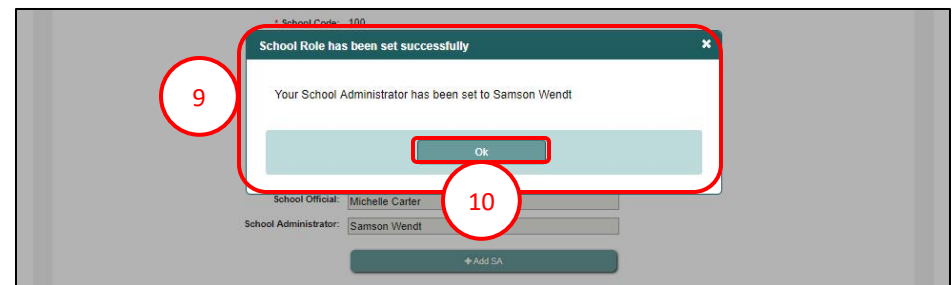 * School Code: 100
School Role has been set successfully ×
9
Your School Administrator has been set to Samson Wendt
Ok
10
School Official: Michelle Carter
School Administrator: Samson Wendt
+Add SA